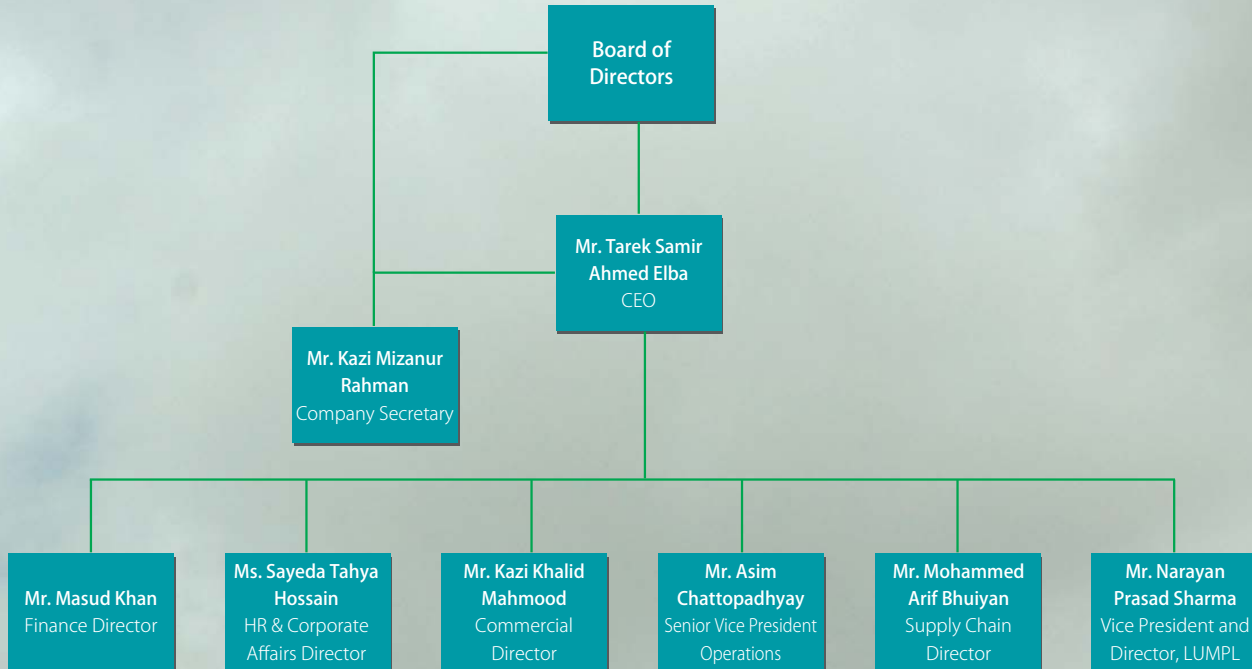 Board of
Directors
Mr. Tarek Samir
Ahmed Elba
CEO
Mr. Kazi Mizanur
Rahman
Company Secretary
Mr. Masud Khan
Finance Director
Ms. Sayeda Tahya
Hossain
HR & Corporate
Affairs Director
Mr. Kazi Khalid
Mahmood
Commercial
Director
Mr. Asim
Chattopadhyay
Senior Vice President
Operations
Mr. Mohammed
Arif Bhuiyan
Supply Chain
Director
Mr. Narayan
Prasad Sharma
Vice President and
Director, LUMPL